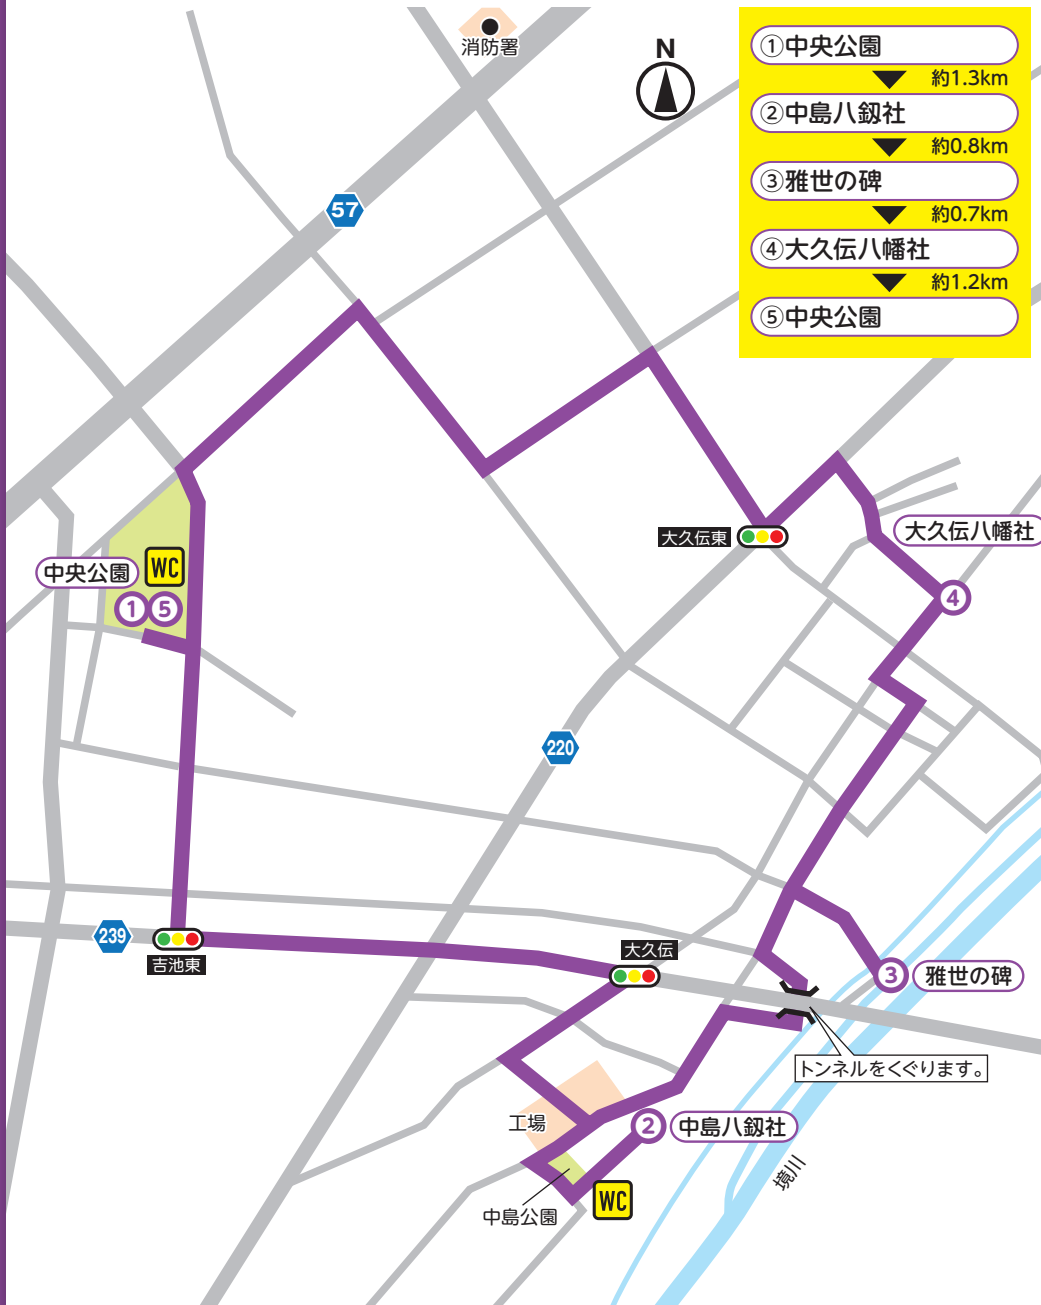 消防署
N
57
①中央公園
約1.3km
②中島八釼社
約0.8km
③雅世の碑
約0.7km
④大久伝八幡社
約1.2km
⑤中央公園
大久伝東
大久伝八幡社
中央公園
WC
1
5
4
220
239
吉池東
大久伝
3
雅世の碑
トンネルをくぐります。
工場
2
中島八釼社
中島公園
WC
境川